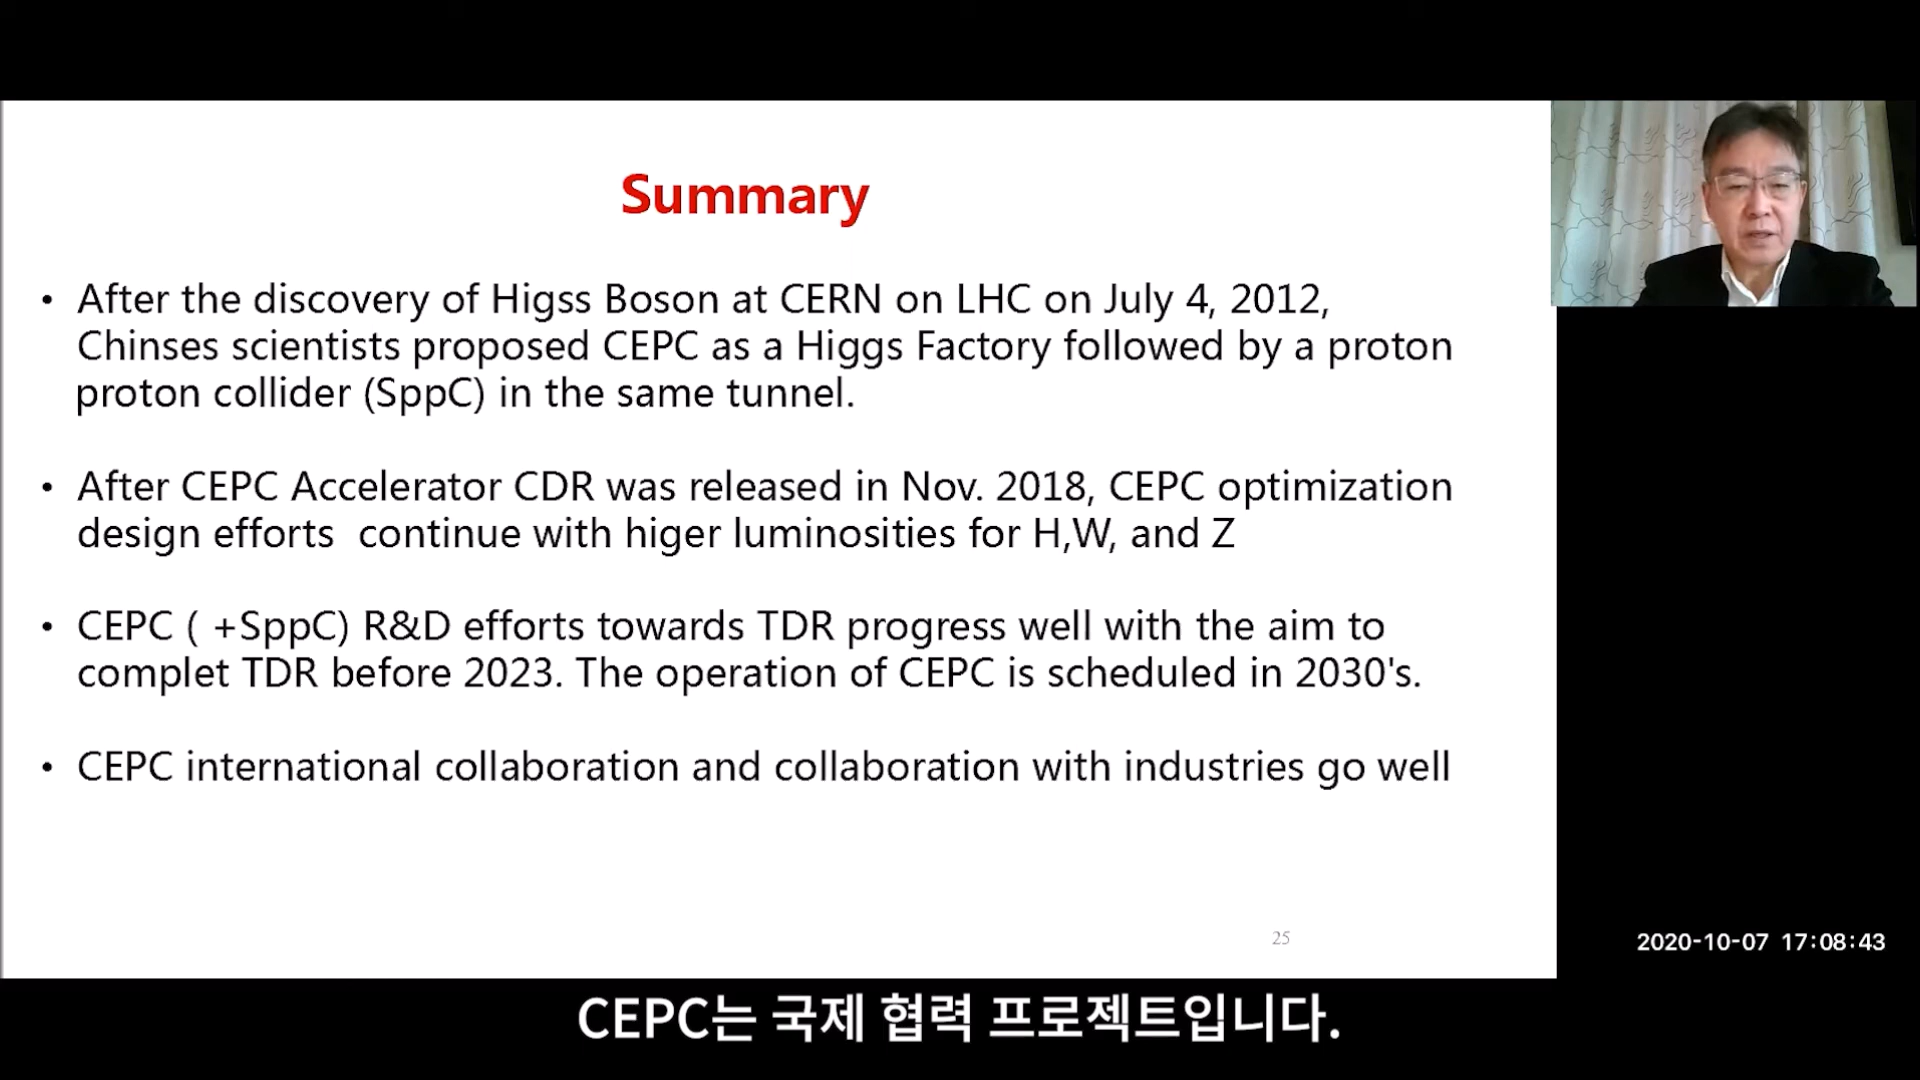 Summary
• After the discovery of Higss Boson at CERN on LHC on July 4, 2012,
Chinses scientists proposed CEPC as a Higgs Factory followed by a proton
proton collider (SppC) in the same tunnel.
• After CEPC Accelerator CDR was released in Nov. 2018, CEPC optimization
design efforts  continue with higer luminosities for H,W, and Z
• CEPC ( +SppC) R&D efforts towards TDR progress well with the aim to
complet TDR before 2023. The operation of CEPC is scheduled in 2030's.
• CEPC international collaboration and collaboration with industries go well
25
2020-10-07 17:08:43
CEPC는 국제 협력 프로젝트입니다.